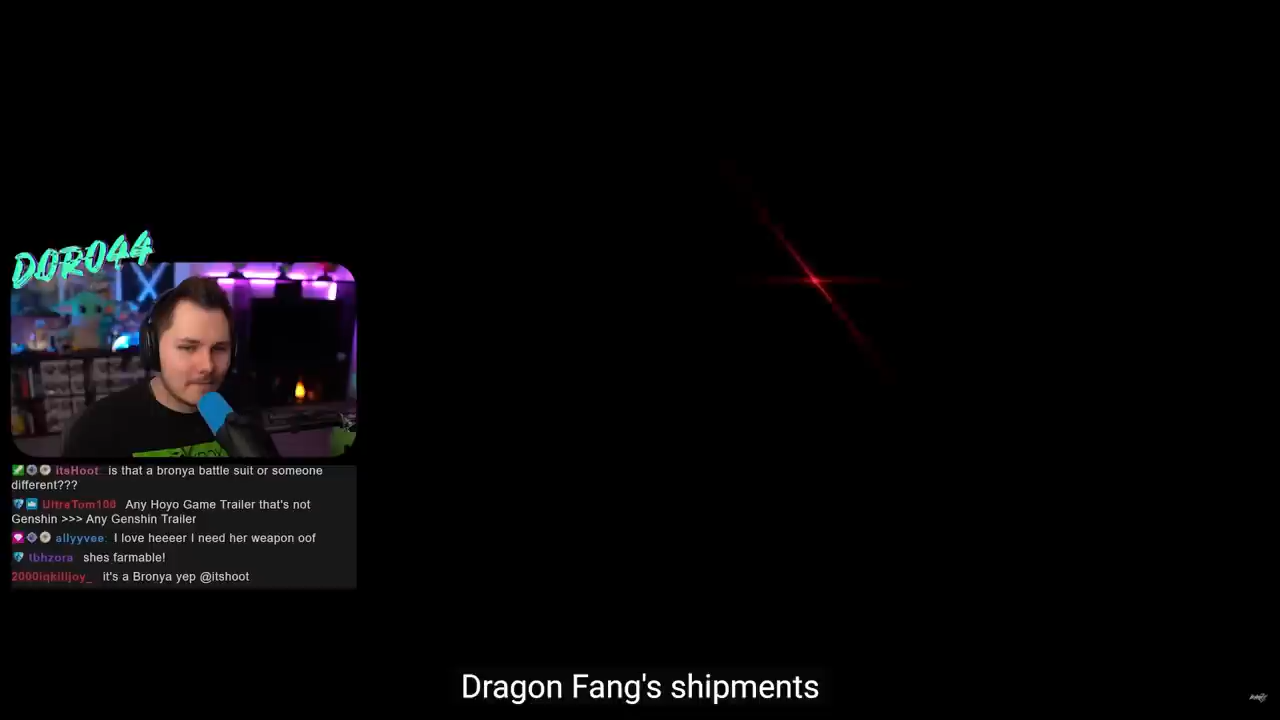 DORO44
itsHoot: is that a bronya battle suit or someone
different???
UltraTom108 Any Hoyo Game Trailer that's not
Genshin >>> Any Genshin Trailer
allyyvee: I love heeeer I need her weapon oof
tbhzora shes farmable!
2000iqkilljoy_ it's a Bronya yep @itshoot
Dragon Fang's shipments